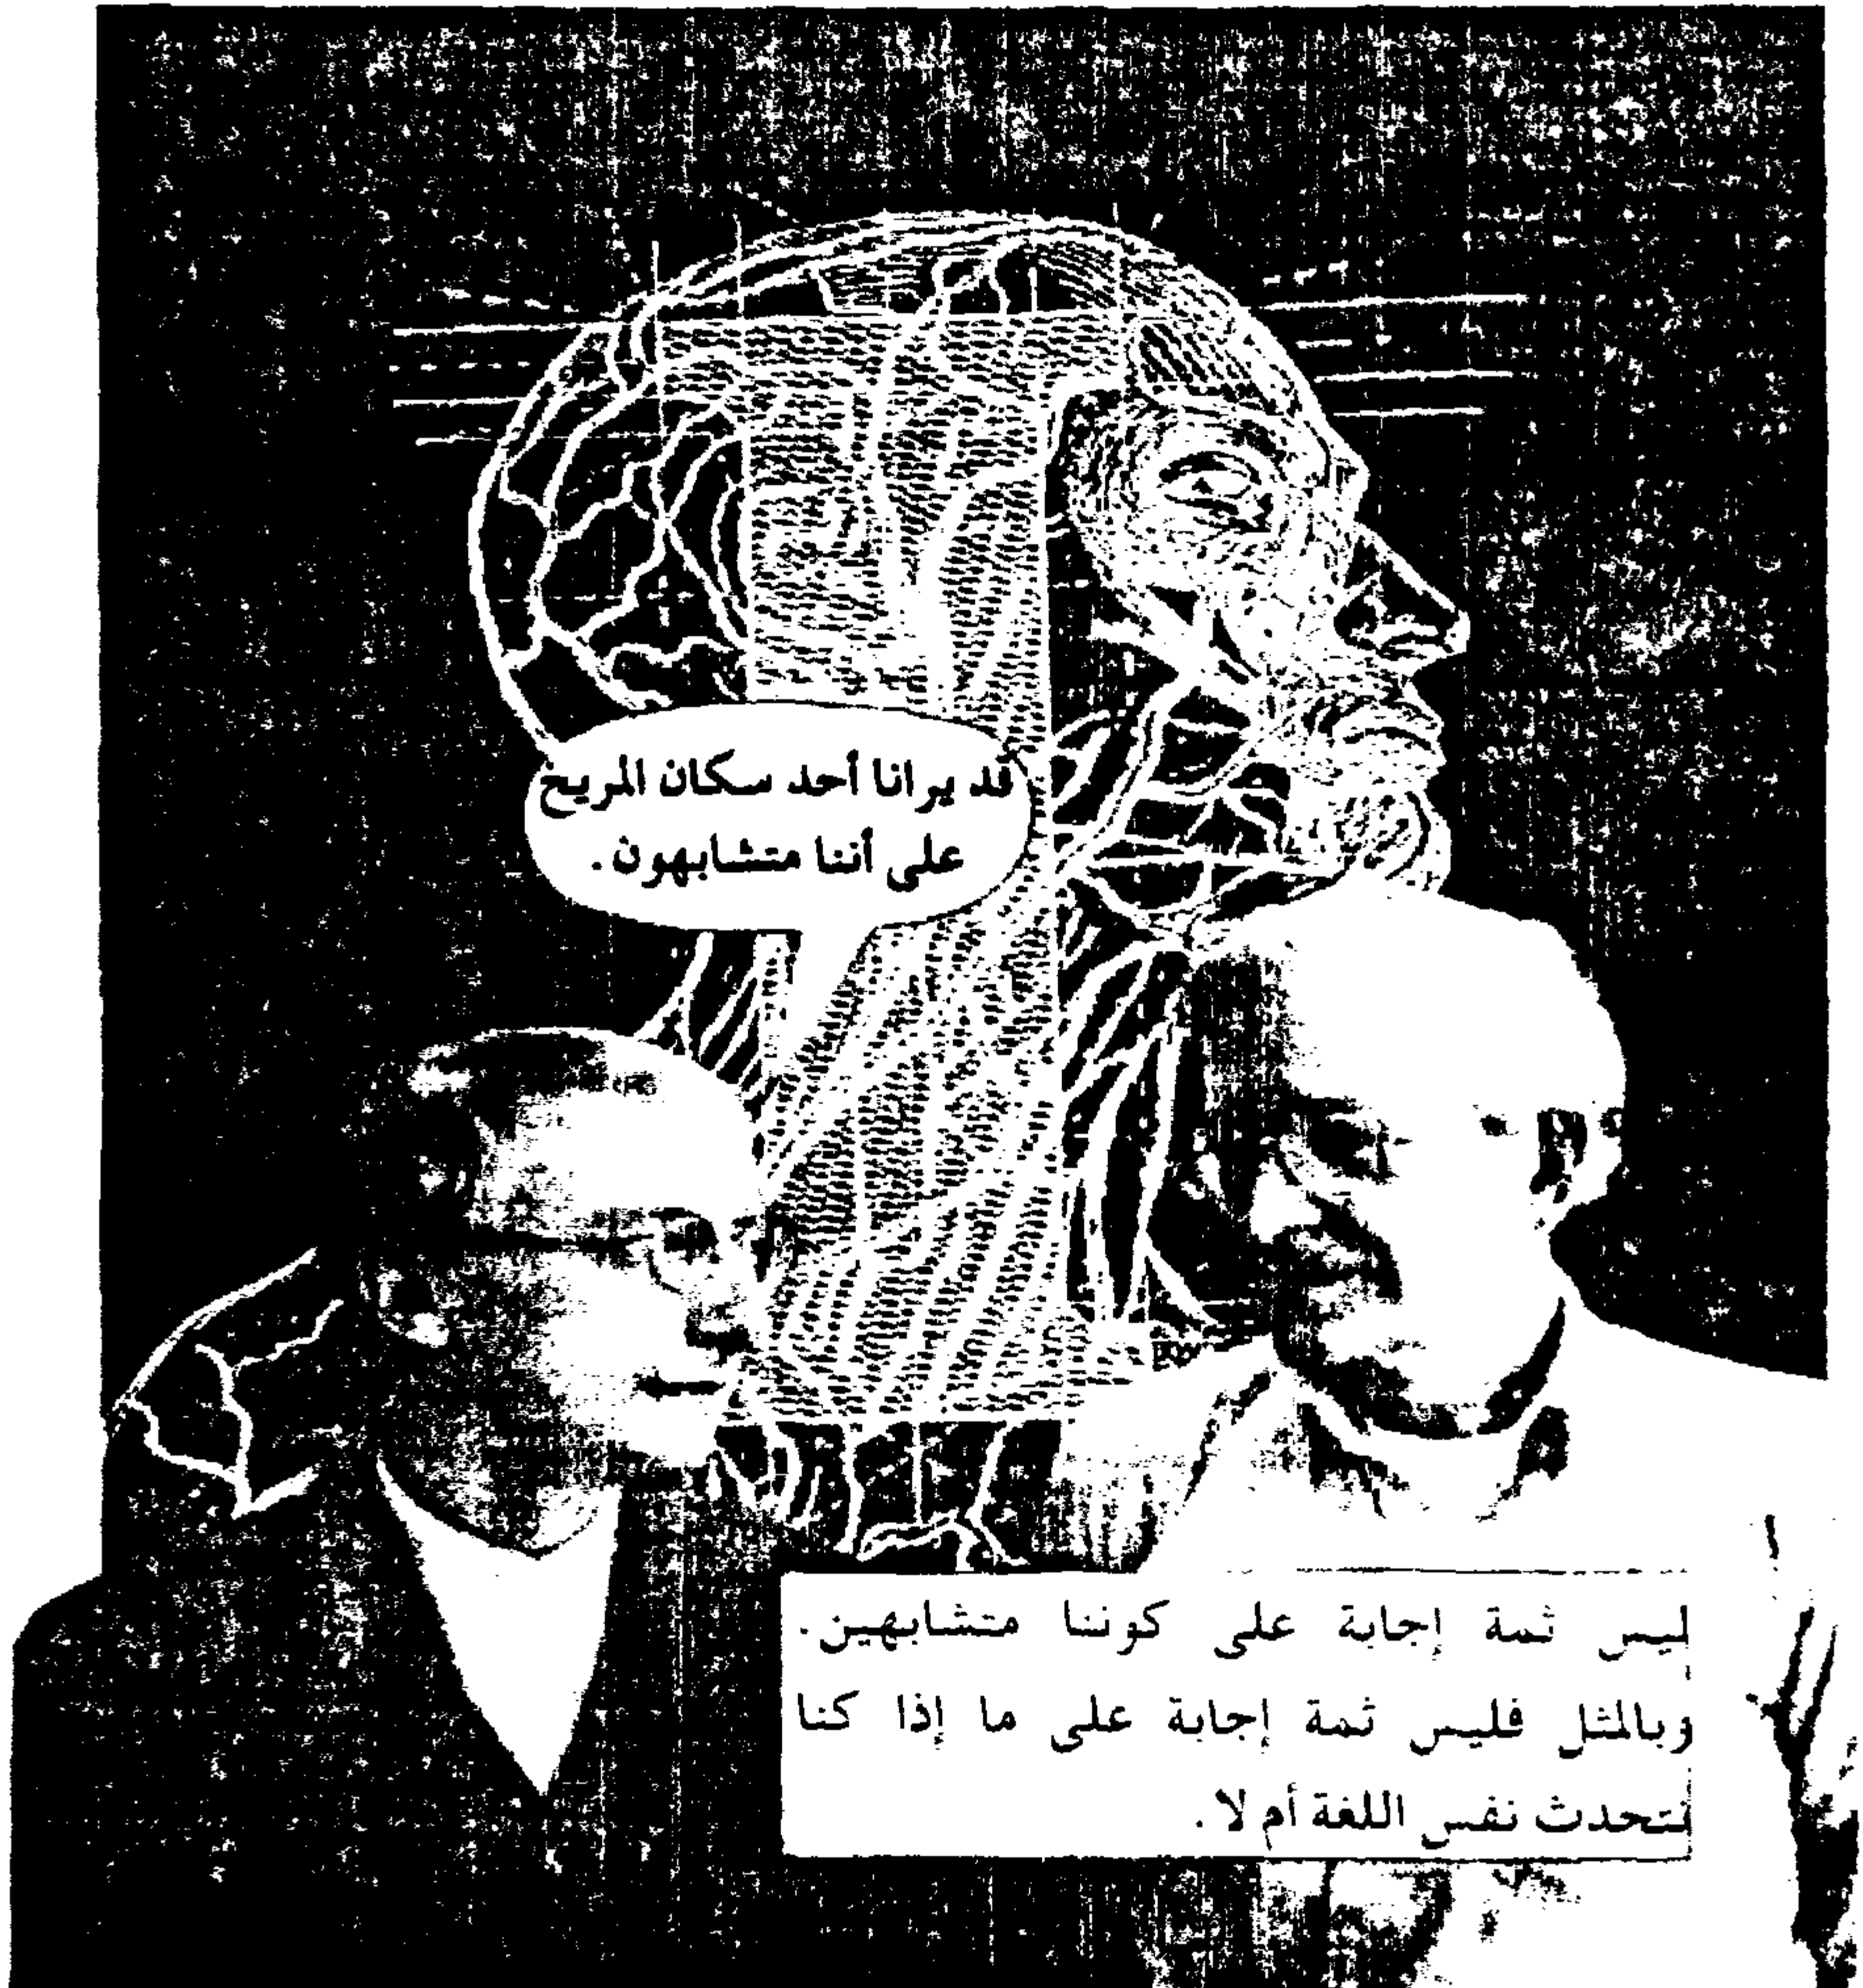 قد يرانا أحد سكان المريخ
على أننا متشابهون.
ليس ثمة إجابة على كوننا متشابهين.
وبالمثل فليس ثمة إجابة على ما إذا كنا
نتحدث نفس اللغة أم لا.